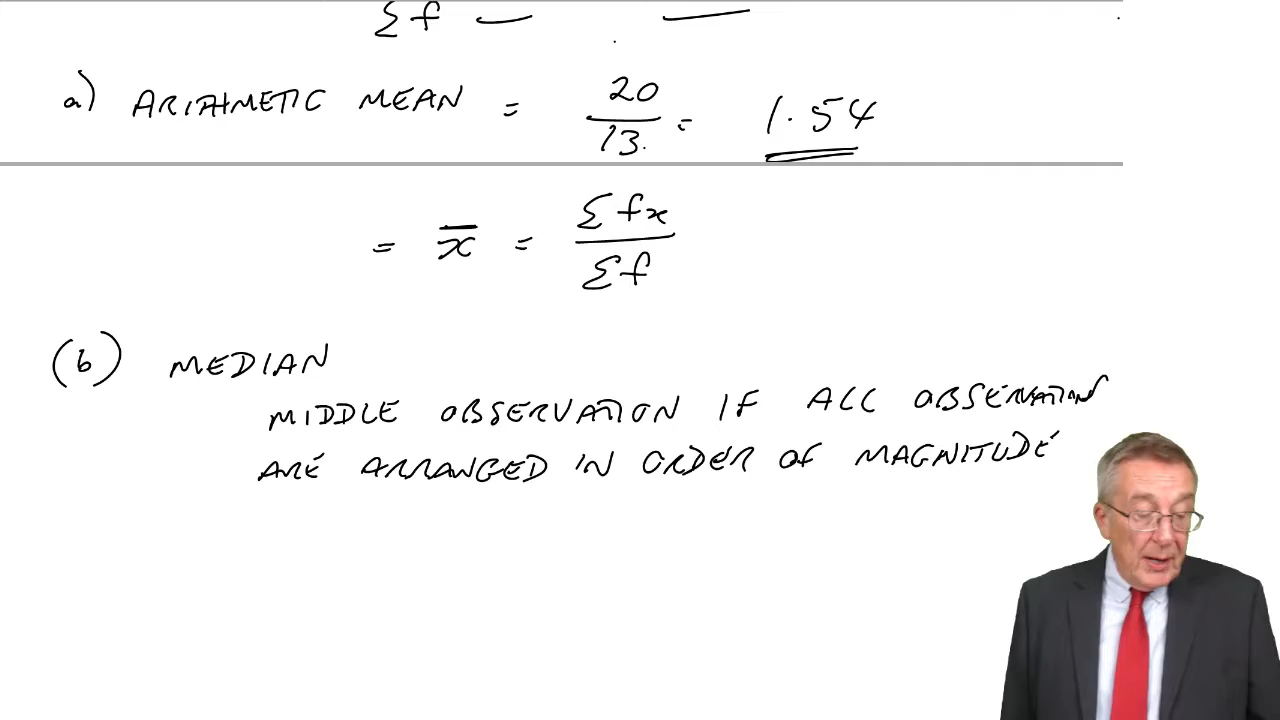 Σf
a) ARITHMETIC MEAN = 20/13 = 1.54
= x̄ = Σfx/Σf
(b) MEDIAN
MIDDLE OBSERVATION IF ALL OBSERVATIONS
ARE ARRANGED IN ORDER OF MAGNITUDE